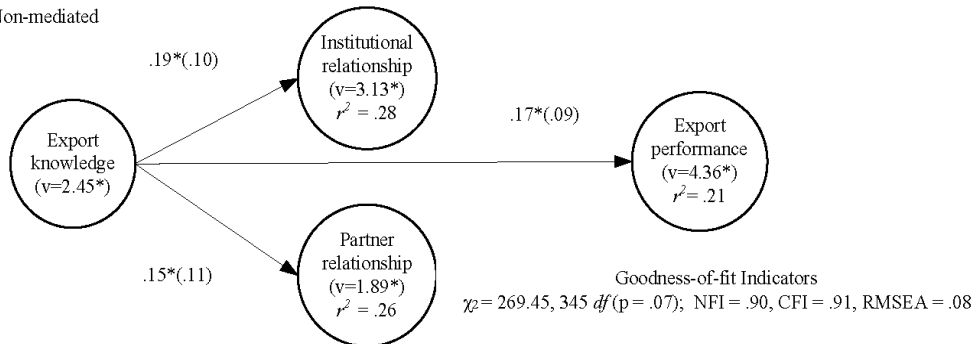 Non-mediated
.19*(.10)
Institutional
relationship
(v=3.13*)
r² = .28
.17*(.09)
Export
knowledge
(v=2.45*)
Export
performance
(v=4.36*)
r²= .21
.15*(.11)
Partner
relationship
(v=1.89*)
r² = .26
Goodness-of-fit Indicators
χ2 = 269.45, 345 df (p = .07);  NFI = .90, CFI = .91, RMSEA = .08